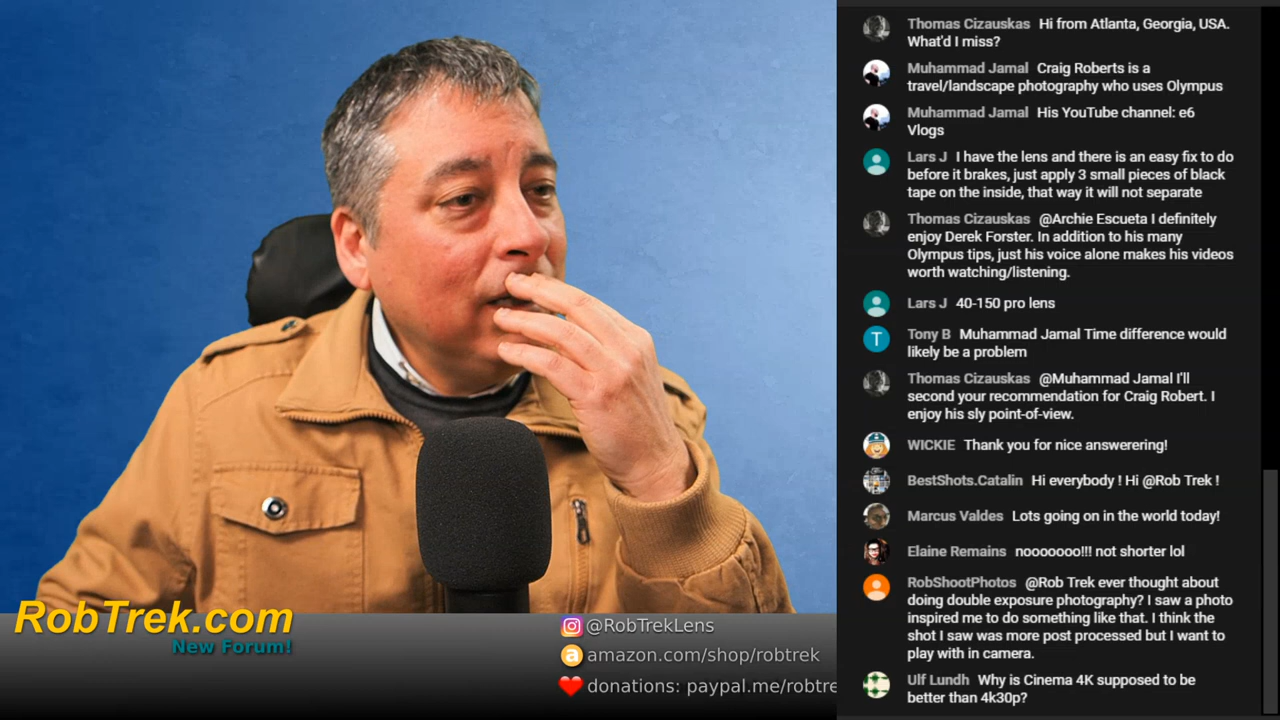 RobTrek.com
New Forum!
@RobTrekLens
amazon.com/shop/robtrek
donations: paypal.me/robtre
Thomas Cizauskas Hi from Atlanta, Georgia, USA.
What'd I miss?
Muhammad Jamal Craig Roberts is a
travel/landscape photography who uses Olympus
Muhammad Jamal His YouTube channel: e6
Vlogs
Lars J I have the lens and there is an easy fix to do
before it brakes, just apply 3 small pieces of black
tape on the inside, that way it will not separate
Thomas Cizauskas @Archie Escueta I definitely
enjoy Derek Forster. In addition to his many
Olympus tips, just his voice alone makes his videos
worth watching/listening.
Lars J 40-150 pro lens
T
Tony B Muhammad Jamal Time difference would
likely be a problem
Thomas Cizauskas @Muhammad Jamal I'll
second your recommendation for Craig Robert. I
enjoy his sly point-of-view.
WICKIE Thank you for nice answerering!
BestShots.Catalin Hi everybody ! Hi @Rob Trek !
Marcus Valdes Lots going on in the world today!
Elaine Remains nooooooo!!! not shorter lol
RobShootPhotos @Rob Trek ever thought about
doing double exposure photography? I saw a photo
inspired me to do something like that. I think the
shot I saw was more post processed but I want to
play with in camera.
Ulf Lundh Why is Cinema 4K supposed to be
better than 4k30p?